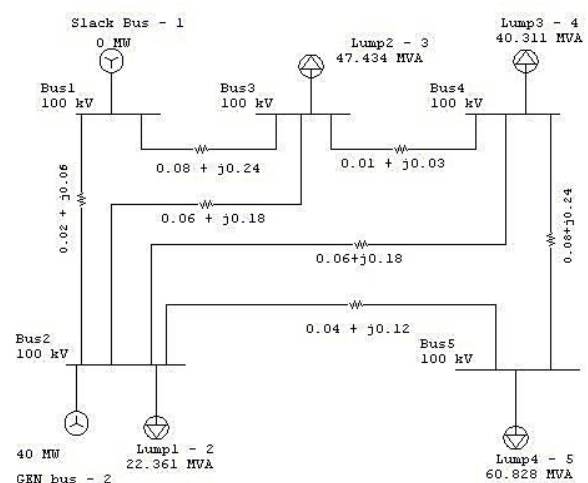 Slack Bus - 1
0 MW
Lump2 - 3
47.434 MVA
Lump3 - 4
40.311 MVA
Bus1
100 kV
Bus3
100 kV
Bus4
100 kV
0.08 + j0.24
0.01 + j0.03
0.02 + j0.06
0.06 + j0.18
0.06+j0.18
0.08+j0.24
0.04 + j0.12
Bus2
100 kV
Bus5
100 kV
40 MW
GEN bus - 2
Lump1 - 2
22.361 MVA
Lump4 - 5
60.828 MVA